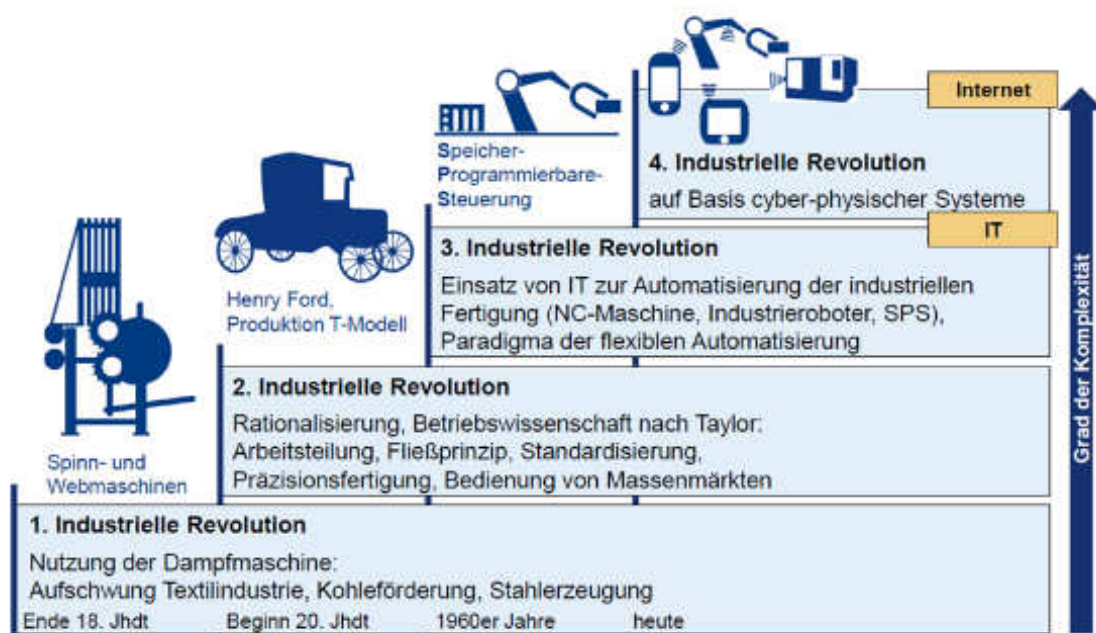 Internet
4. Industrielle Revolution
auf Basis cyber-physischer Systeme
Speicher-
Programmierbare-
Steuerung
IT
3. Industrielle Revolution
Einsatz von IT zur Automatisierung der industriellen
Fertigung (NC-Maschine, Industrieroboter, SPS),
Paradigma der flexiblen Automatisierung
Henry Ford,
Produktion T-Modell
2. Industrielle Revolution
Rationalisierung, Betriebswissenschaft nach Taylor:
Arbeitsteilung, Fließprinzip, Standardisierung,
Präzisionsfertigung, Bedienung von Massenmärkten
Spinn- und
Webmaschinen
1. Industrielle Revolution
Nutzung der Dampfmaschine:
Aufschwung Textilindustrie, Kohleförderung, Stahlerzeugung
Ende 18. Jhdt Beginn 20. Jhdt 1960er Jahre heute
Grad der Komplexität